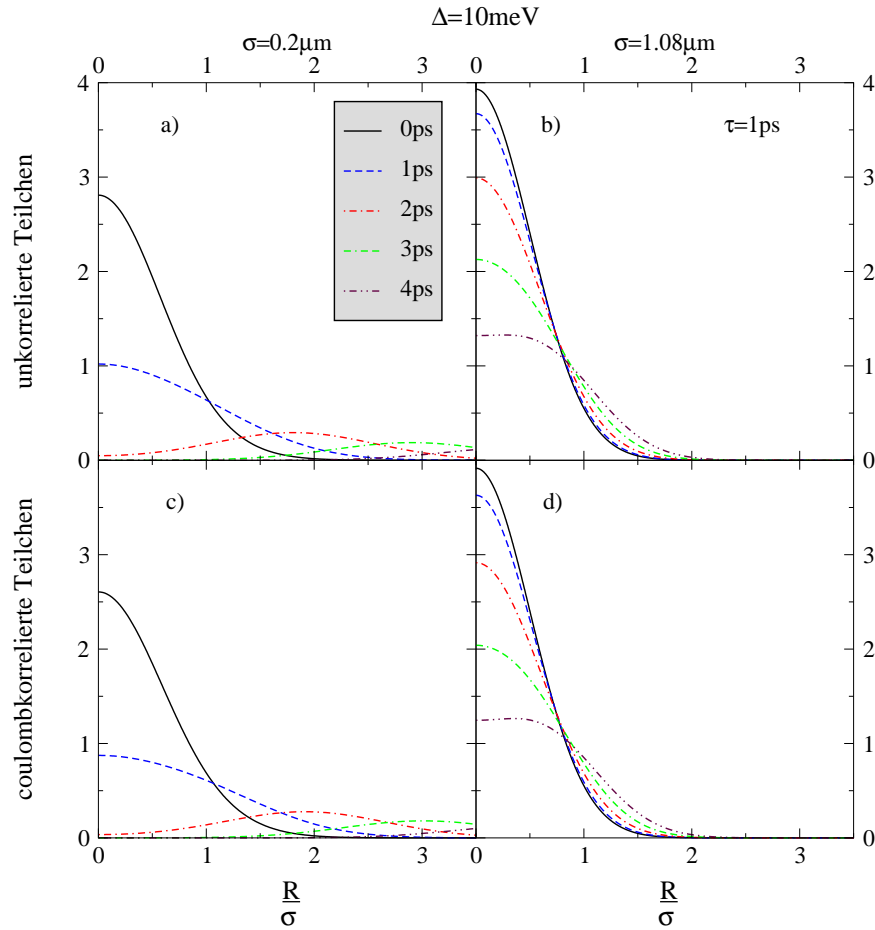 Δ=10meV
σ=0.2μm
σ=1.08μm
0 1 2 3
0 1 2 3
4
3
2
1
0
unkorrelierte Teilchen
a)
0ps
1ps
2ps
3ps
4ps
b)
τ=1ps
4
3
2
1
0
3
2
1
0
coulombkorrelierte Teilchen
c)
d)
3
2
1
0
0 1 2 3
0 1 2 3
R
σ
R
σ